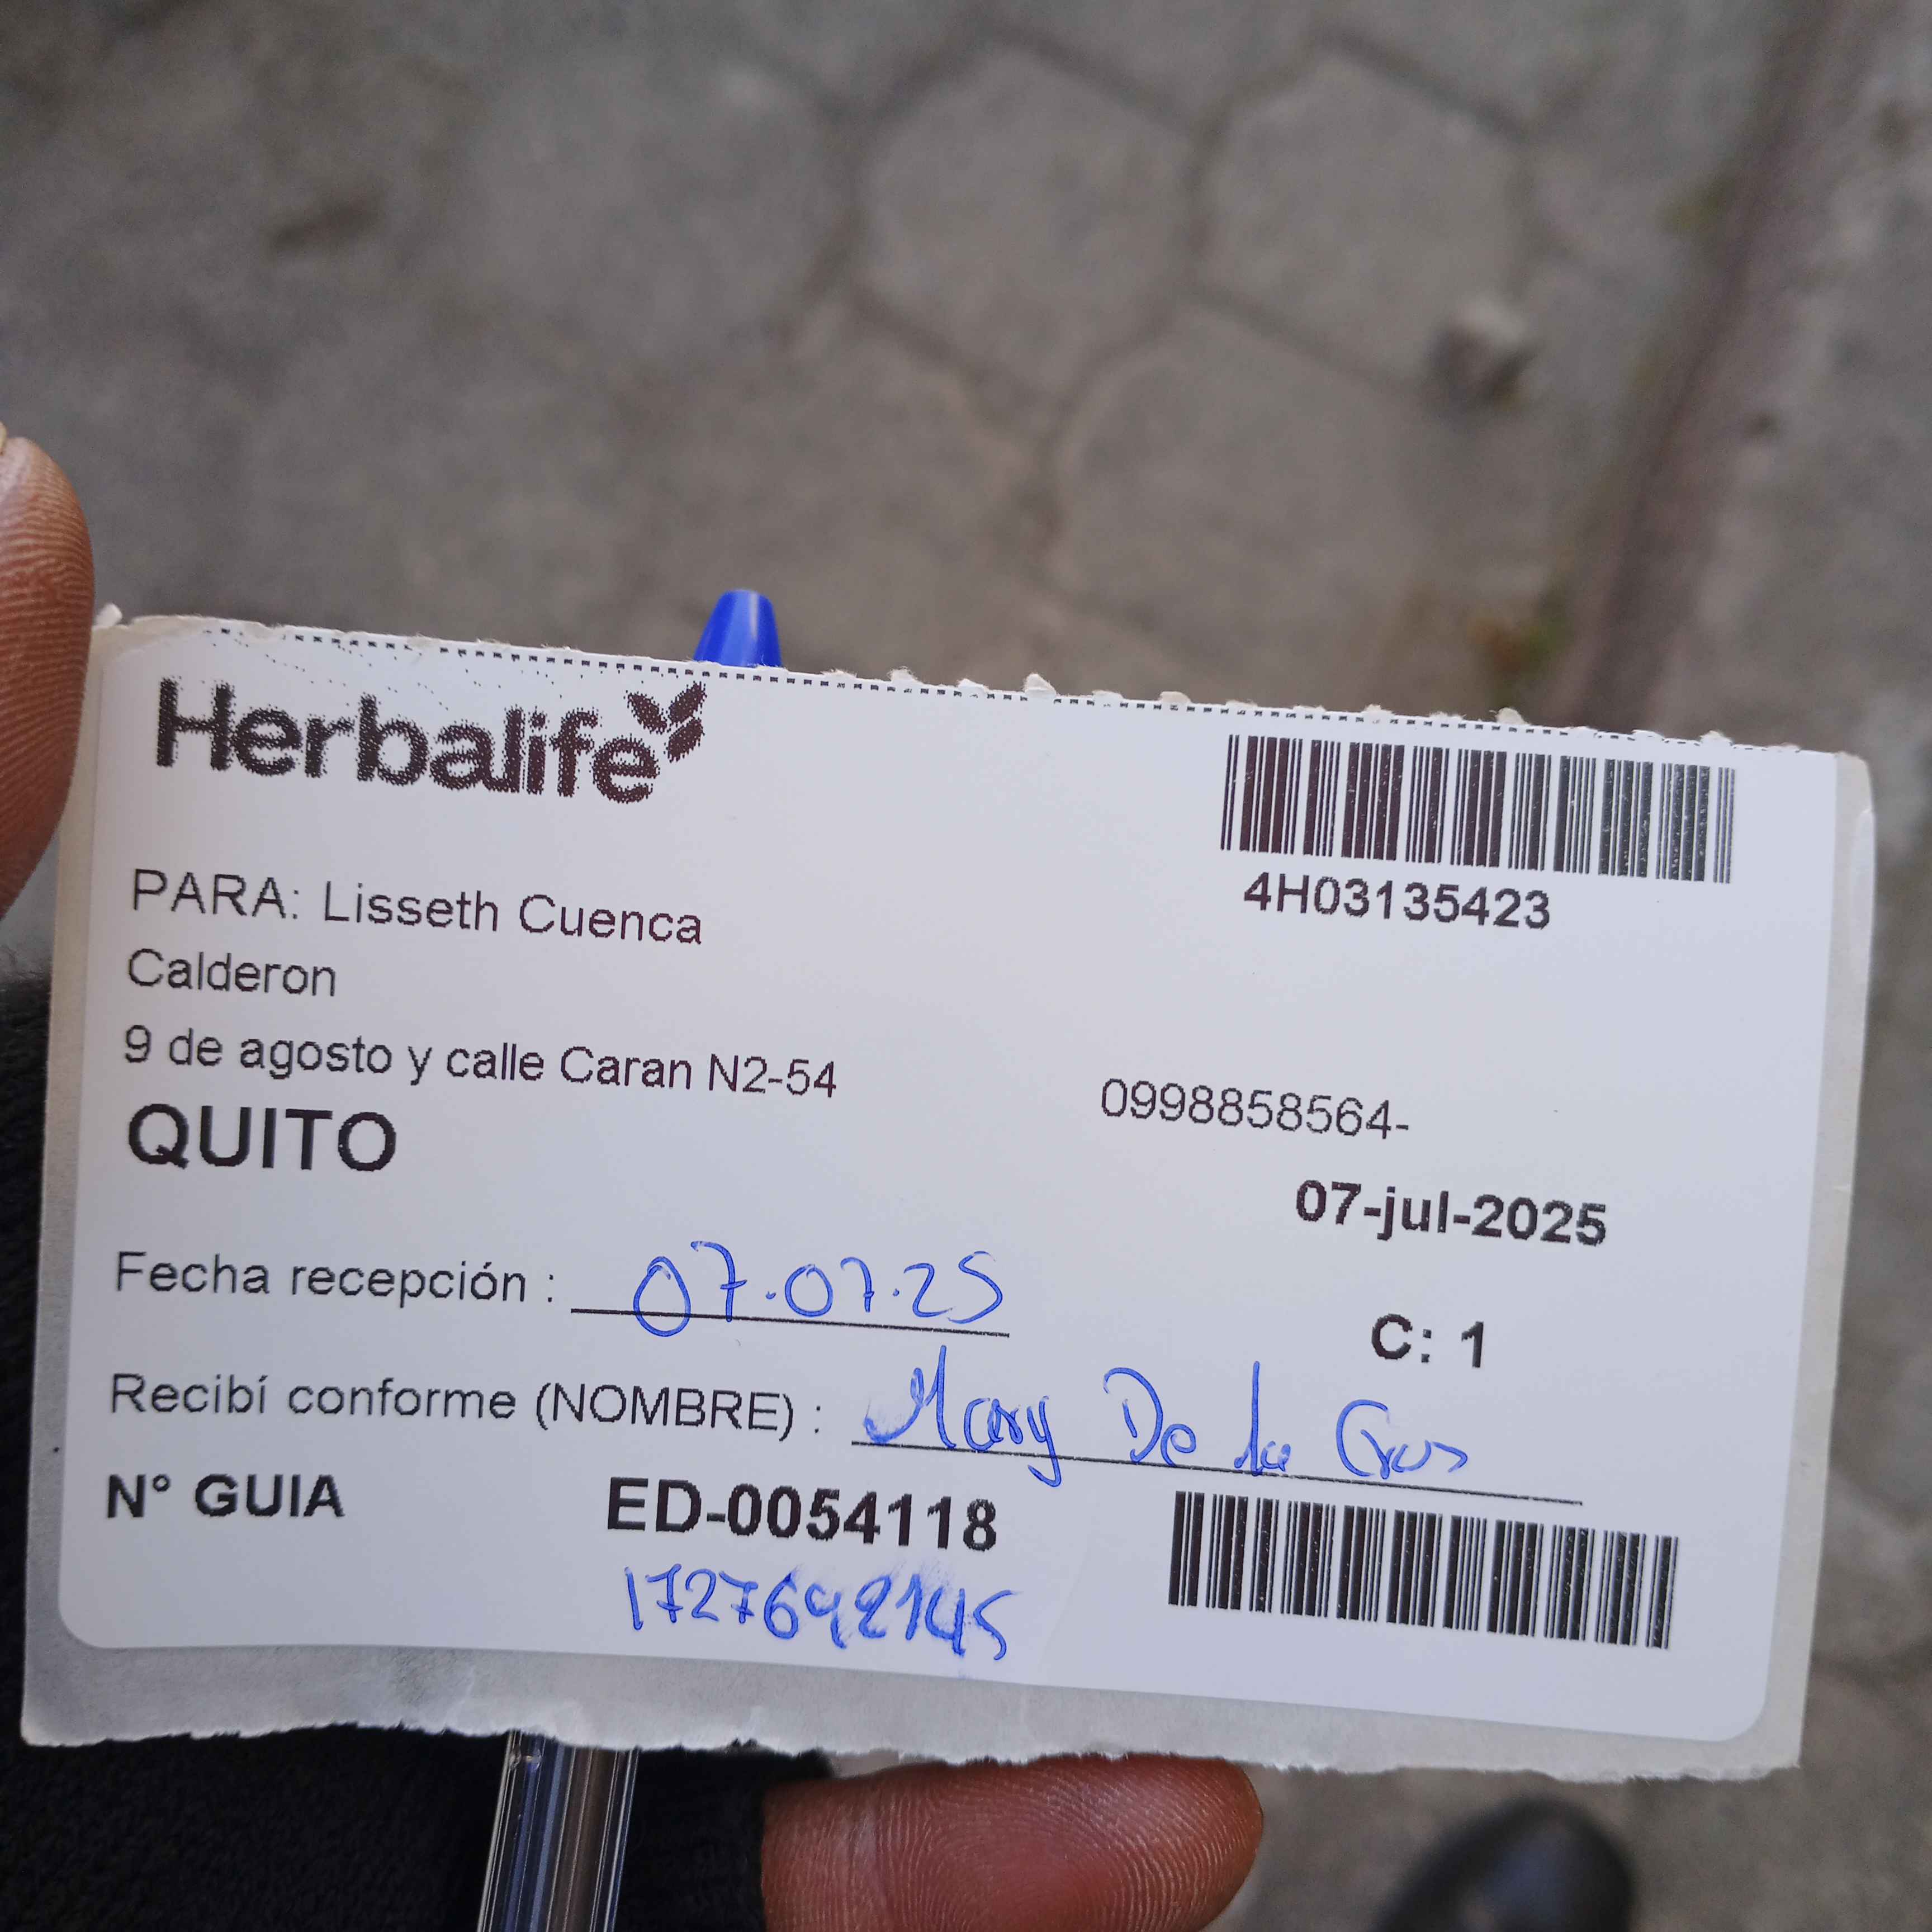 Herbalife
4H03135423
PARA: Lisseth Cuenca
Calderon
9 de agosto y calle Caran N2-54
0998858564-
QUITO
07-jul-2025
Fecha recepción : 07.07.25
C: 1
Recibí conforme (NOMBRE) : Mary De la Cruz
N° GUIA ED-0054118